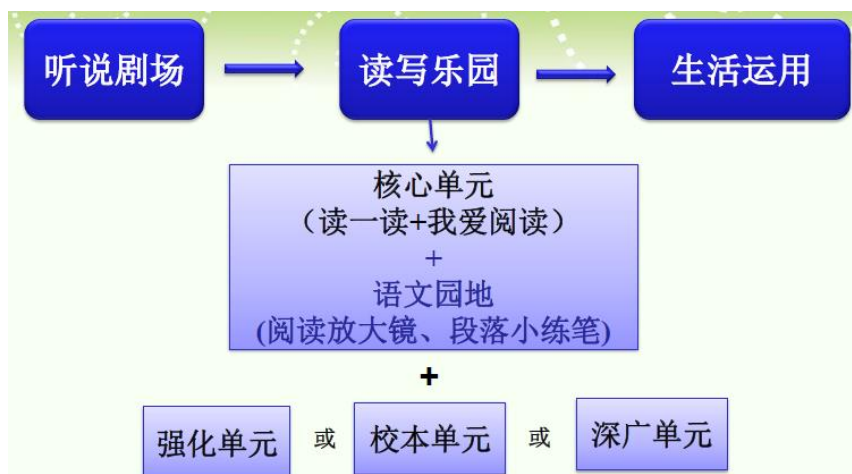 听说剧场 读写乐园 生活运用
核心单元
（读一读+我爱阅读）
+
语文园地
(阅读放大镜、段落小练笔)
+
强化单元 或 校本单元 或 深广单元